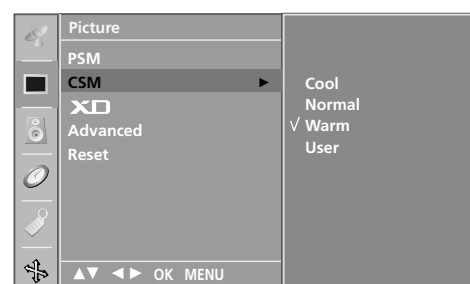 Picture
PSM
CSM ►
XD
Advanced
Reset
Cool
Normal
√ Warm
User
▲▼ ◄► OK MENU